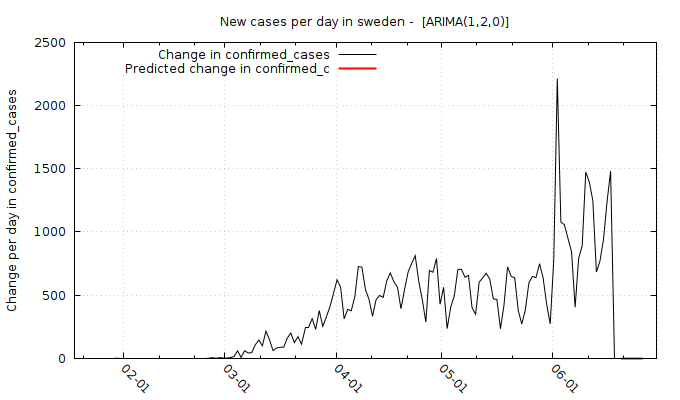 New cases per day in sweden - [ARIMA(1,2,0)]
Change in confirmed_cases
Predicted change in confirmed_c
Change per day in confirmed_cases
2500
2000
1500
1000
500
0
02-01
03-01
04-01
05-01
06-01